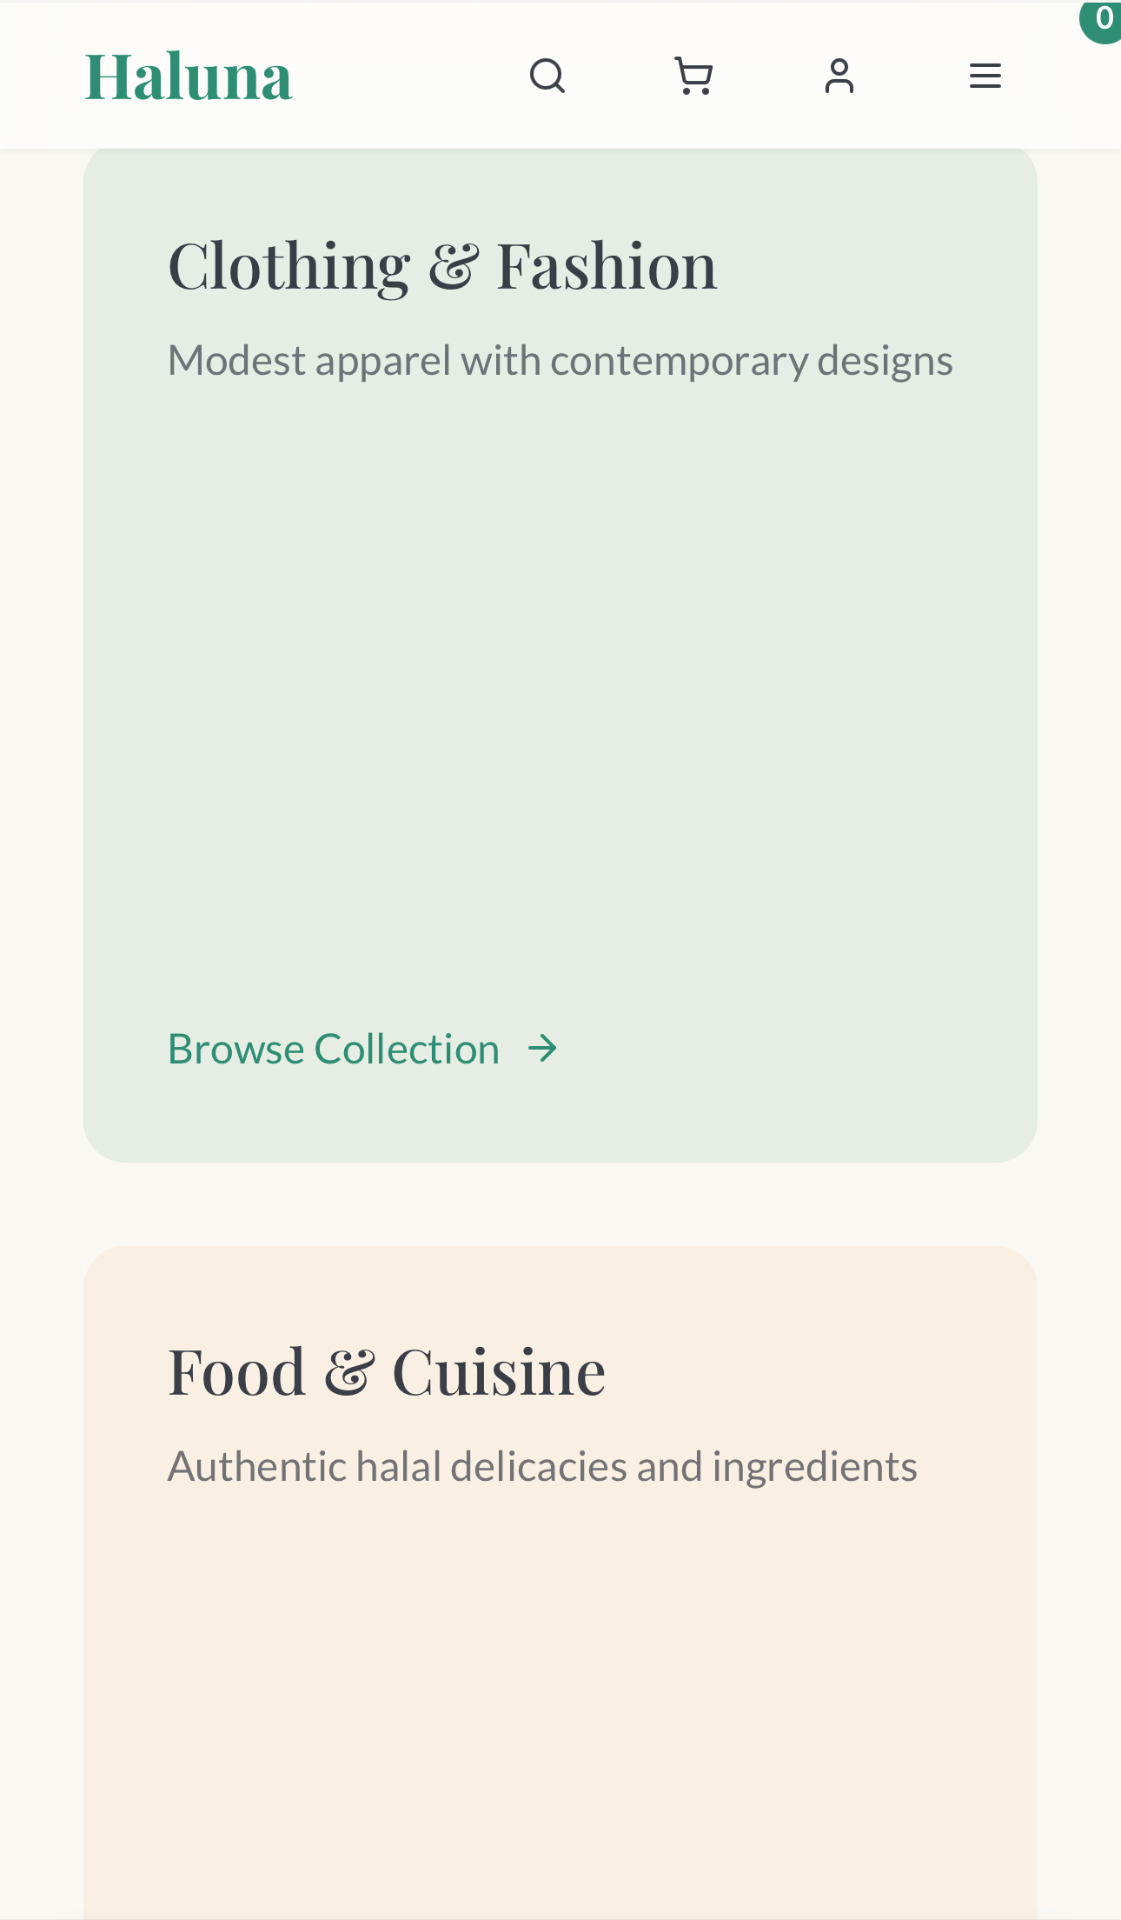 0
Haluna
Clothing & Fashion
Modest apparel with contemporary designs
Browse Collection →
Food & Cuisine
Authentic halal delicacies and ingredients